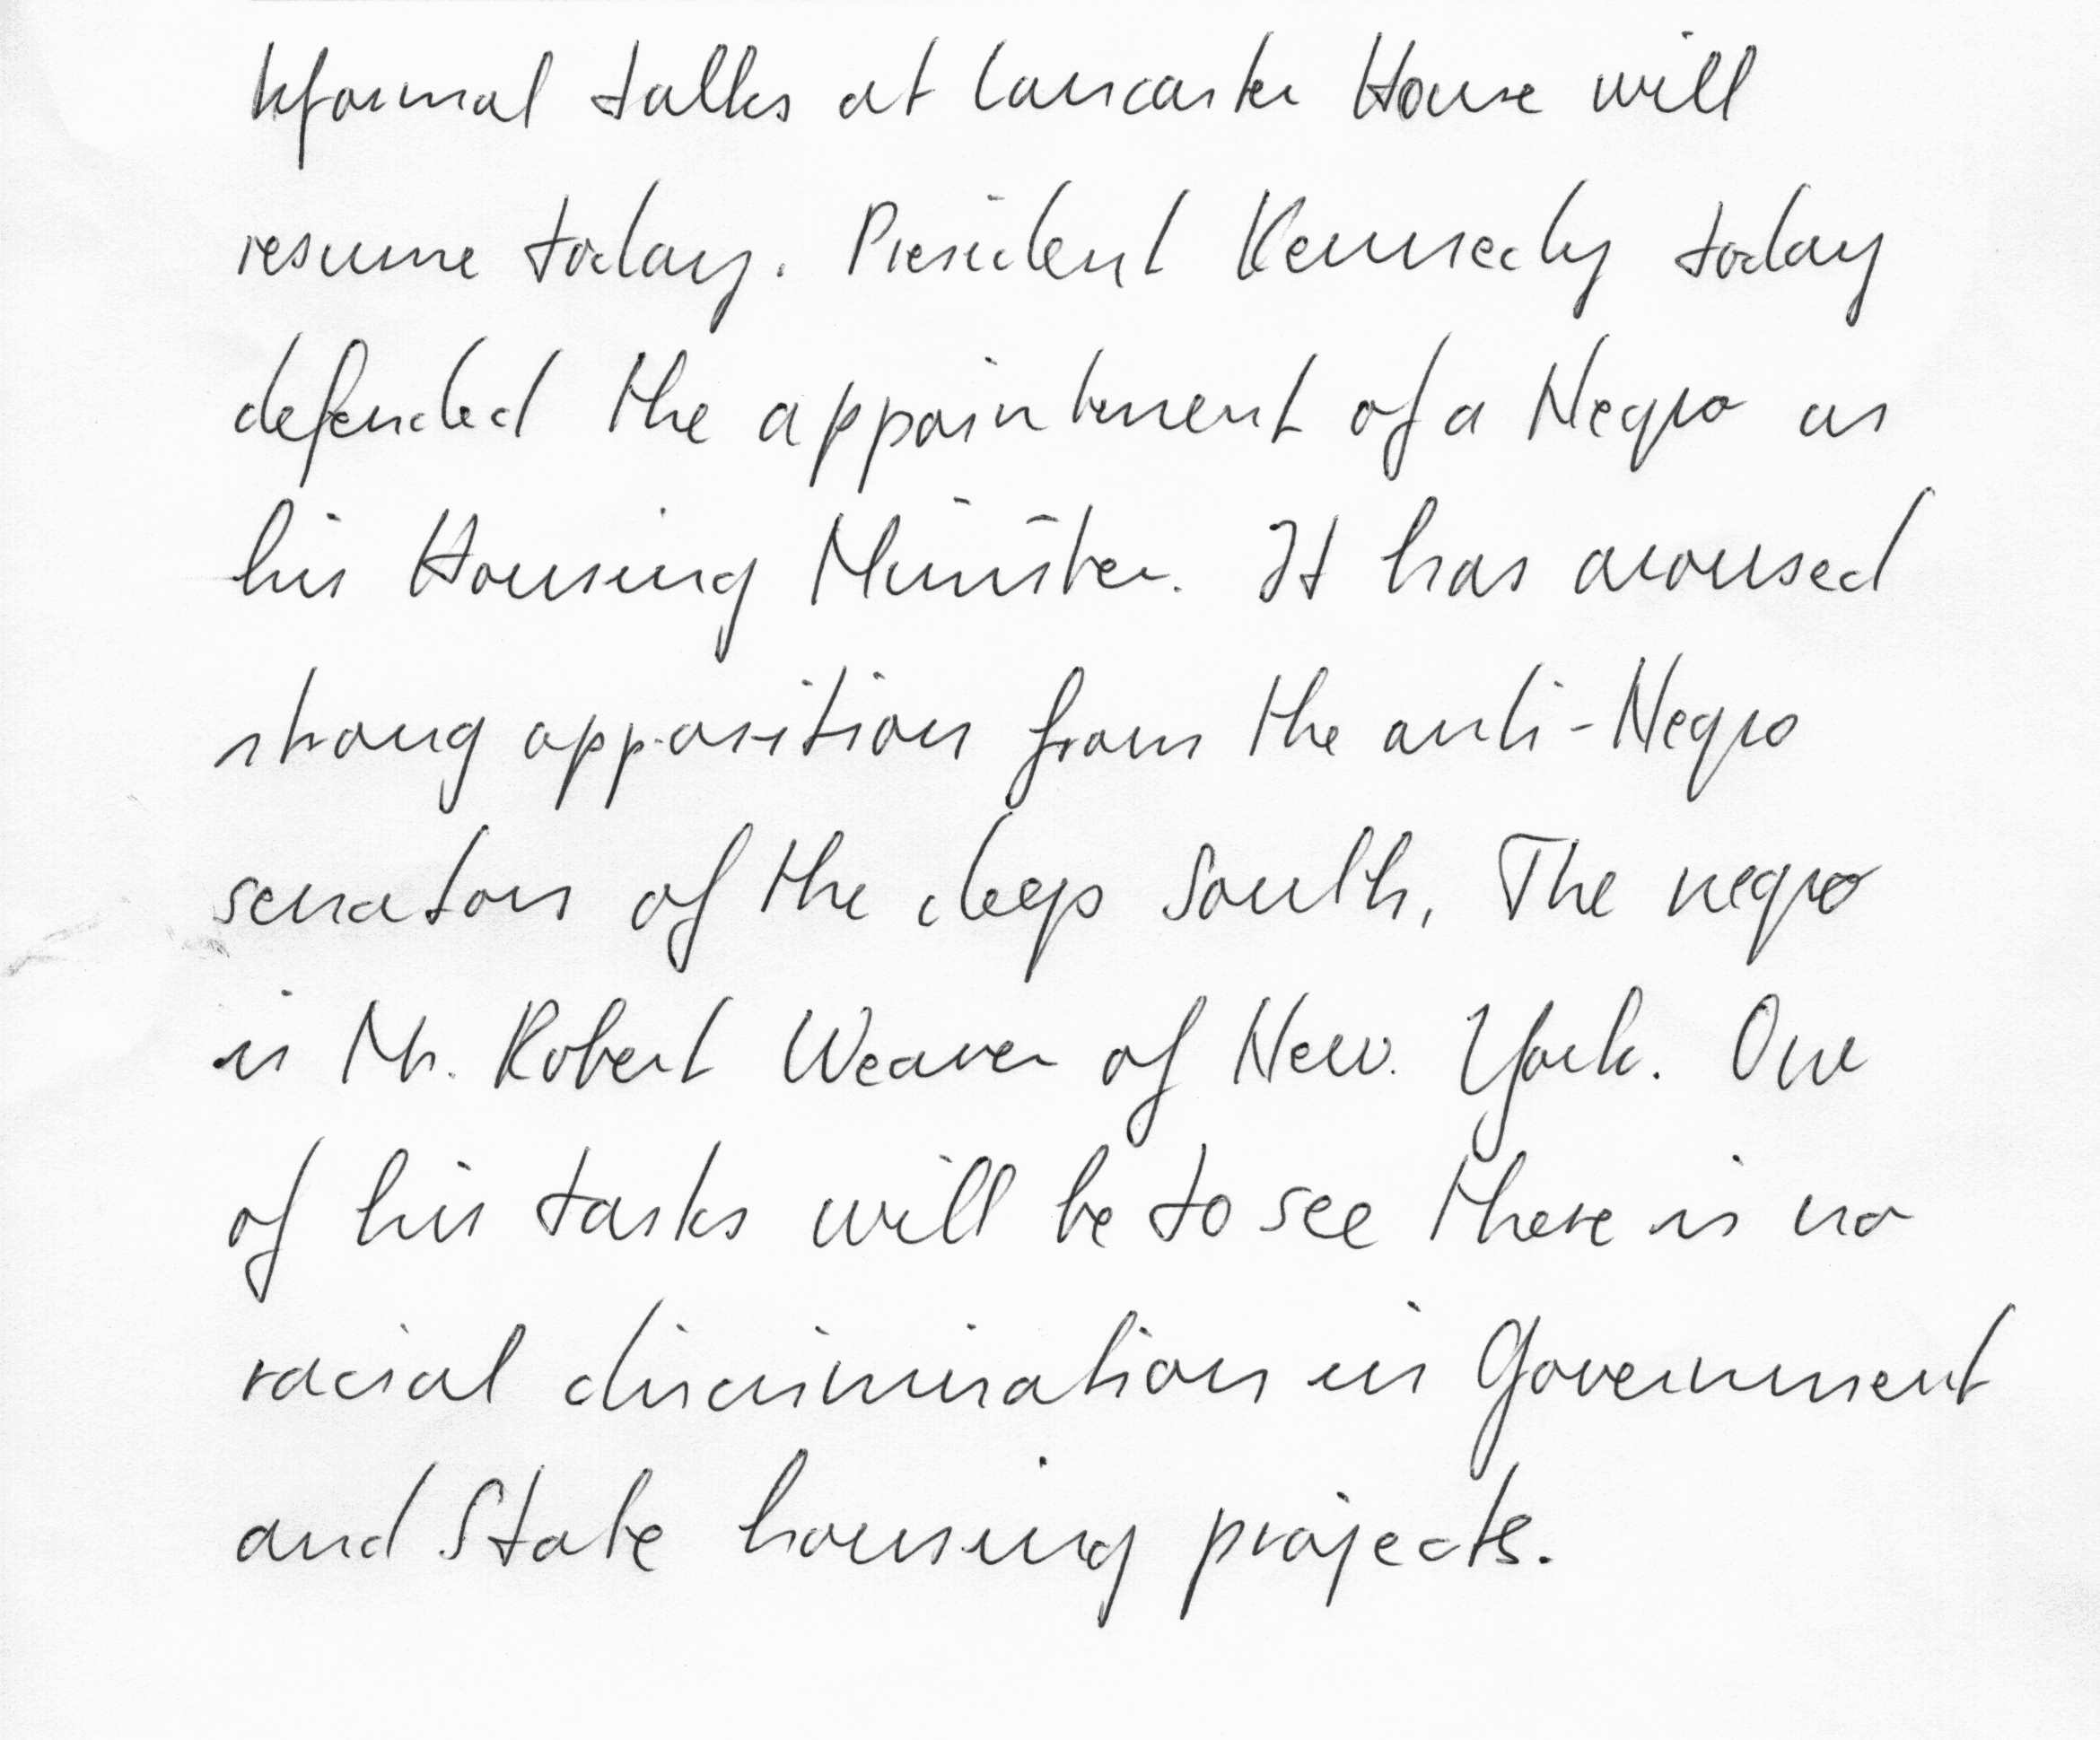 Informal talks at Lancaster House will
resume today. President Kennedy today
defended the appointment of a Negro as
his Housing Minister. It has aroused
strong opposition from the anti-Negro
senators of the deep South. The negro
is Mr. Robert Weaver of New York. One
of his tasks will be to see there is no
racial discrimination in Government
and State housing projects.